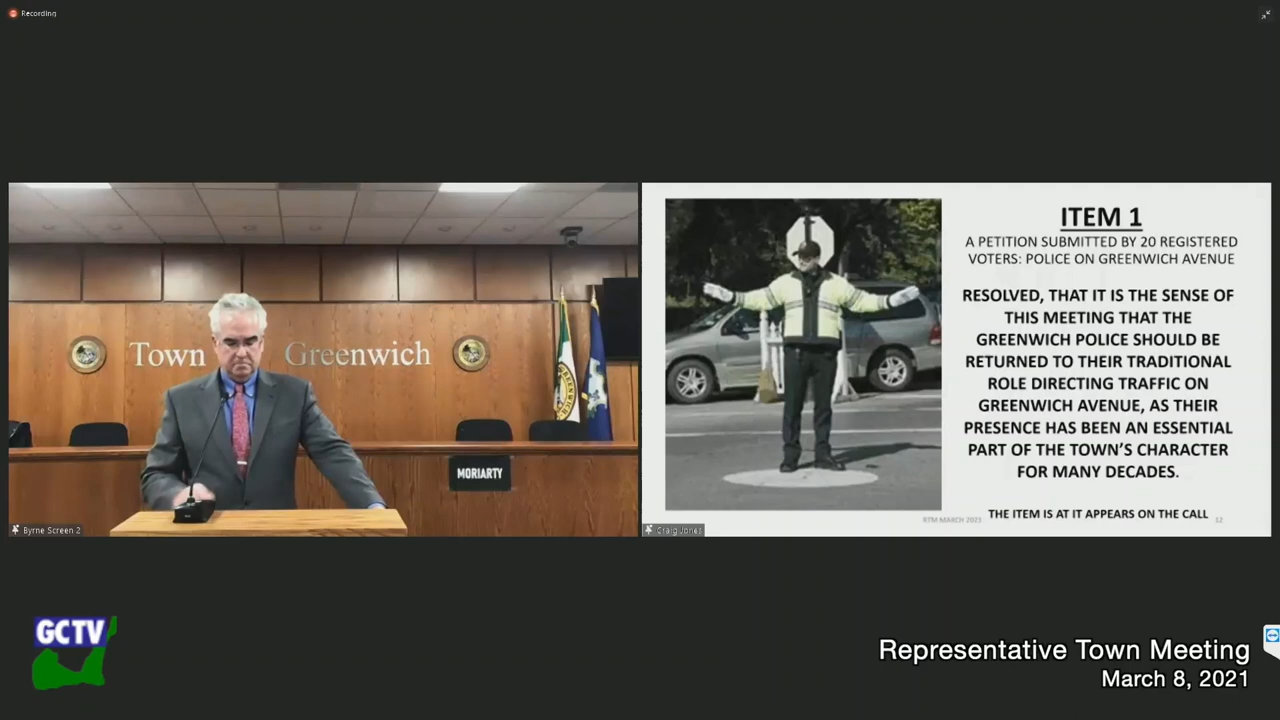 Recording
Town
Greenwich
MORIARTY
Byrne Screen 2
ITEM 1
A PETITION SUBMITTED BY 20 REGISTERED
VOTERS: POLICE ON GREENWICH AVENUE
RESOLVED, THAT IT IS THE SENSE OF
THIS MEETING THAT THE
GREENWICH POLICE SHOULD BE
RETURNED TO THEIR TRADITIONAL
ROLE DIRECTING TRAFFIC ON
GREENWICH AVENUE, AS THEIR
PRESENCE HAS BEEN AN ESSENTIAL
PART OF THE TOWN'S CHARACTER
FOR MANY DECADES.
THE ITEM IS AT IT APPEARS ON THE CALL
RTM MARCH 2021
12
Craig Jones
GCTV
Representative Town Meeting
March 8, 2021